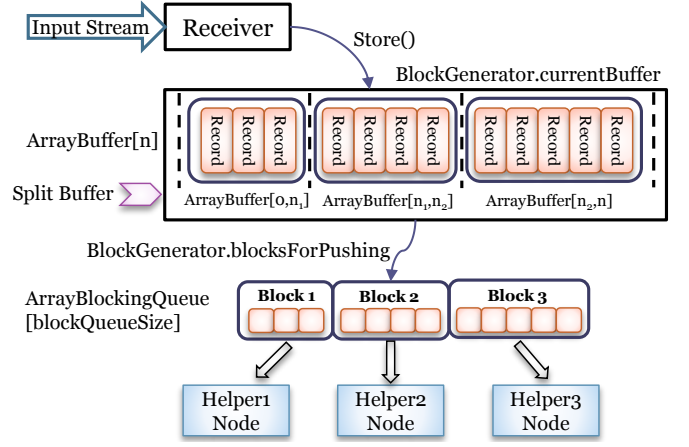 Input Stream
Receiver
Store()
BlockGenerator.currentBuffer
ArrayBuffer[n]
Record
Record
Record
Record
Record
Record
Record
Record
Record
Record
Record
Record
Split Buffer
ArrayBuffer[0,n₁]
ArrayBuffer[n₁,n₂]
ArrayBuffer[n₂,n]
BlockGenerator.blocksForPushing
ArrayBlockingQueue
[blockQueueSize]
Block 1
Block 2
Block 3
Helper1
Node
Helper2
Node
Helper3
Node